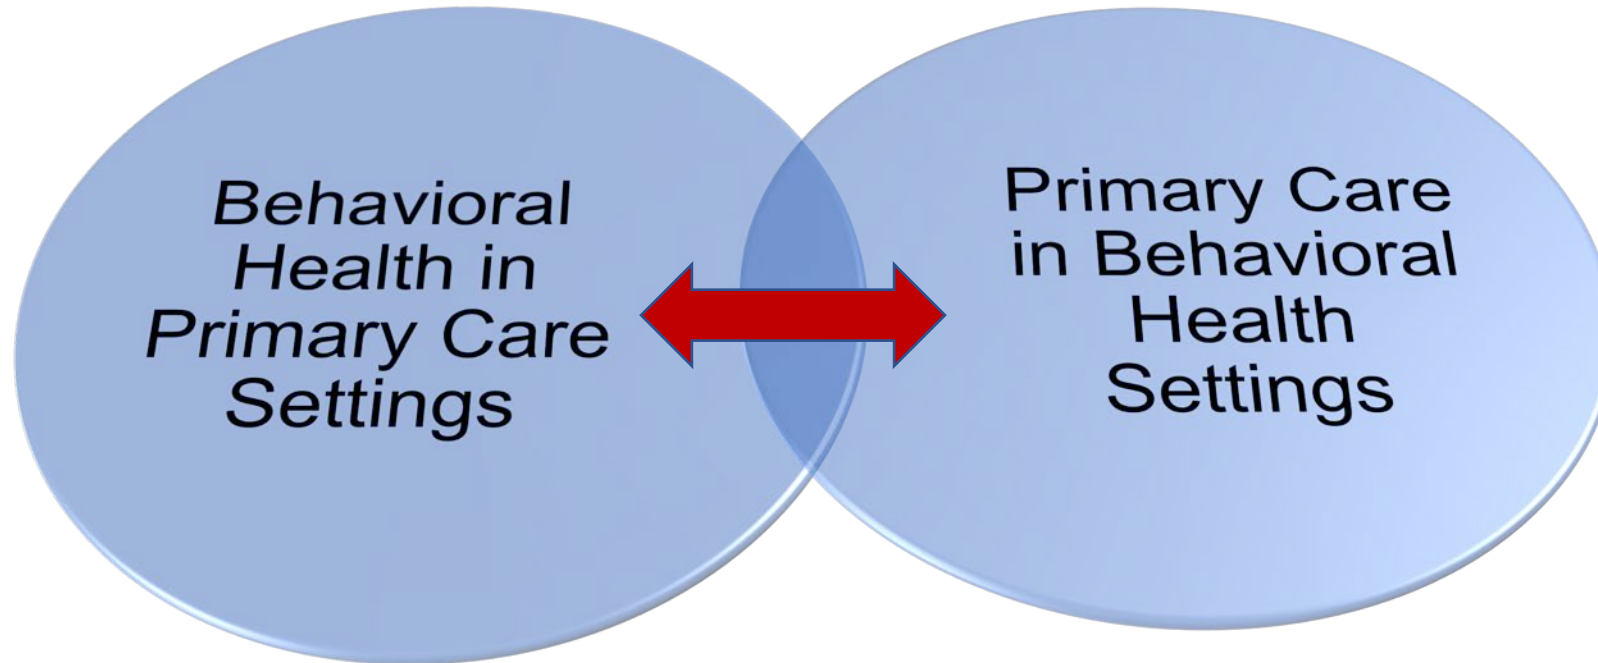 Behavioral
Health in
Primary Care
Settings
Primary Care
in Behavioral
Health
Settings